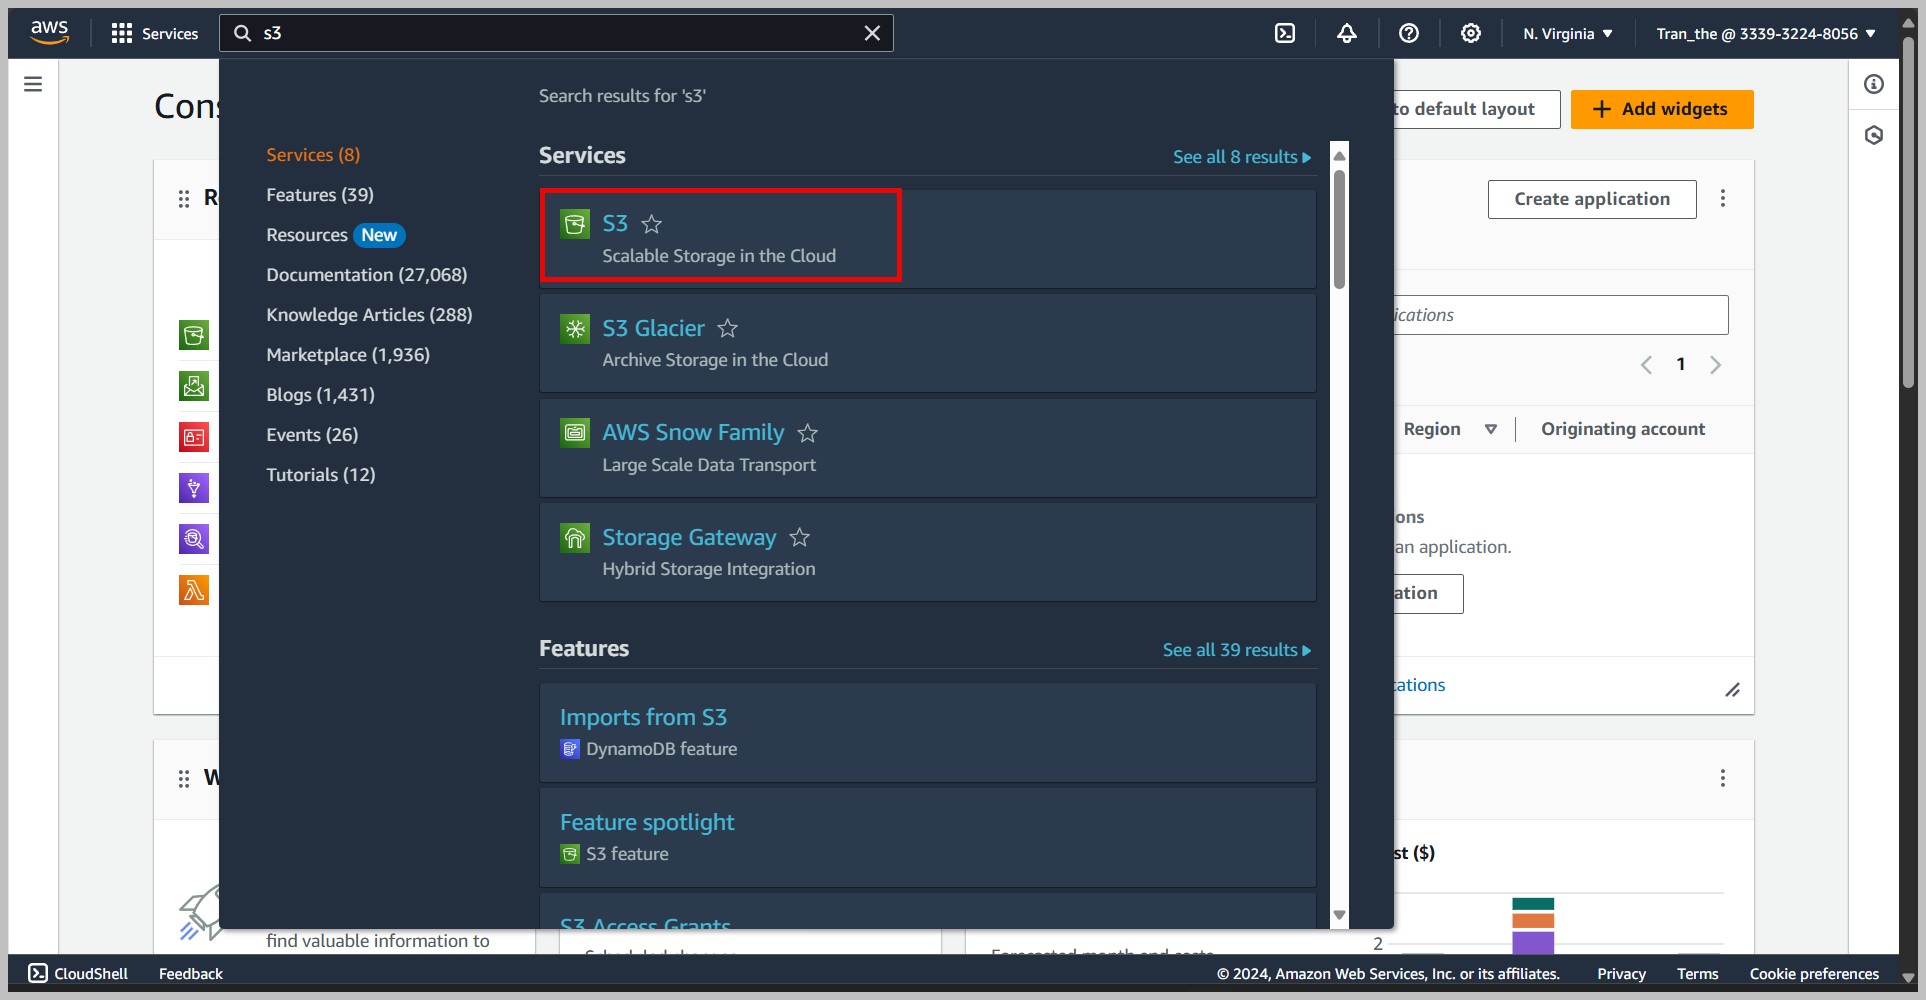 aws
Services
s3
N. Virginia
Tran_the @ 3339-3224-8056
Search results for 's3'
Services (8)
Features (39)
Resources New
Documentation (27,068)
Knowledge Articles (288)
Marketplace (1,936)
Blogs (1,431)
Events (26)
Tutorials (12)
Services
See all 8 results
S3
Scalable Storage in the Cloud
S3 Glacier
Archive Storage in the Cloud
AWS Snow Family
Large Scale Data Transport
Storage Gateway
Hybrid Storage Integration
Features
See all 39 results
Imports from S3
DynamoDB feature
Feature spotlight
S3 feature
S3 Access Grants
Cons
to default layout
Add widgets
Create application
ications
1
Region
Originating account
ons
an application.
ation
cations
st ($)
2
find valuable information to
Forecasted month end costs
CloudShell
Feedback
© 2024, Amazon Web Services, Inc. or its affiliates.
Privacy
Terms
Cookie preferences